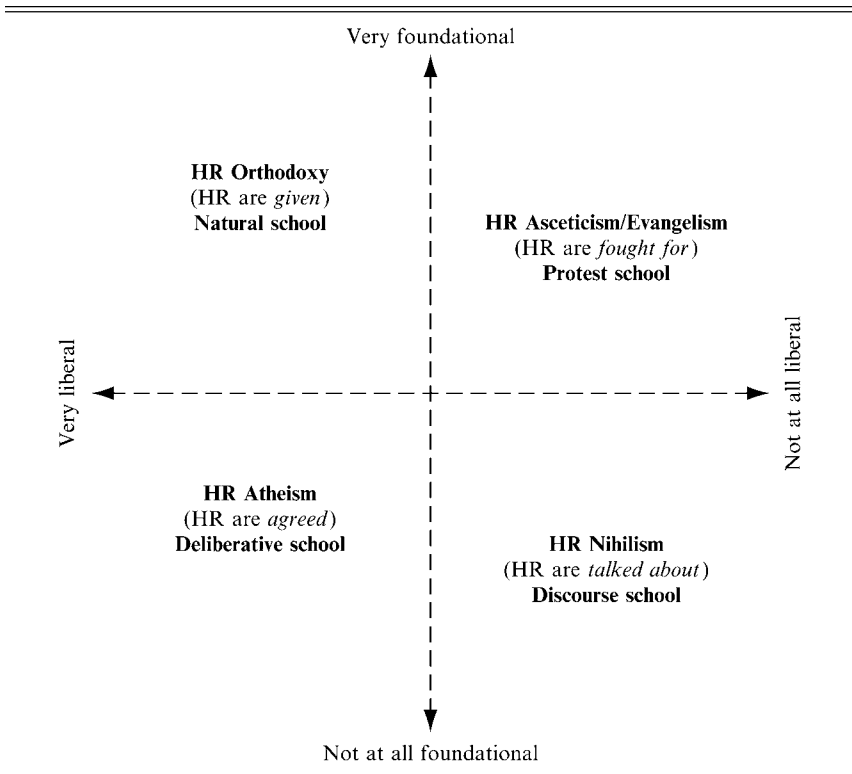 Very foundational
HR Orthodoxy
(HR are given)
Natural school
HR Asceticism/Evangelism
(HR are fought for)
Protest school
Very liberal
Not at all liberal
HR Atheism
(HR are agreed)
Deliberative school
HR Nihilism
(HR are talked about)
Discourse school
Not at all foundational